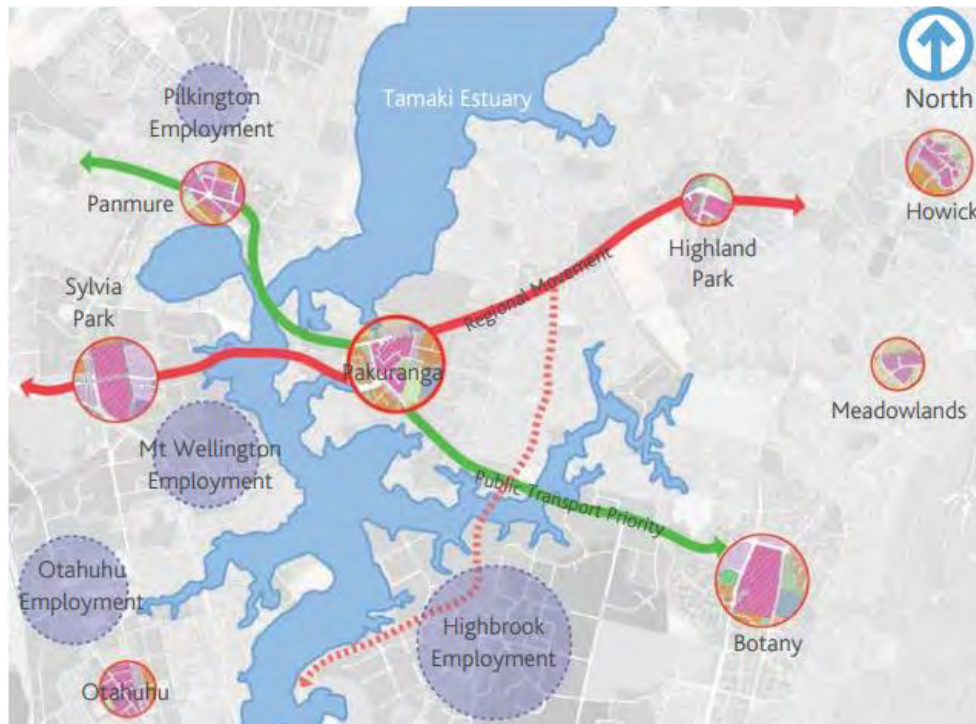 Pilkington
Employment
Tamaki Estuary
North
Panmure
Howick
Highland
Park
Regional Movement
Sylvia
Park
Pakuranga
Meadowlands
Mt Wellington
Employment
Public Transport Priority
Otahuhu
Employment
Highbrook
Employment
Botany
Otahuhu